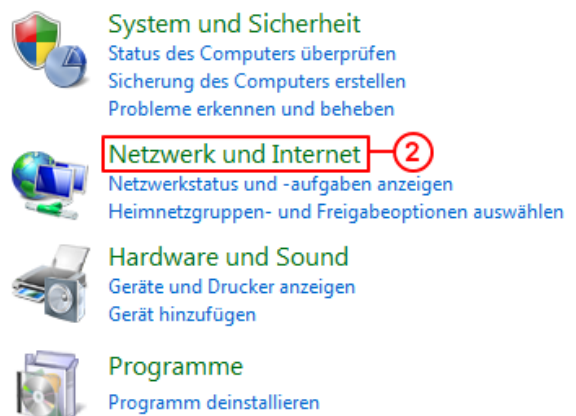 System und Sicherheit
Status des Computers überprüfen
Sicherung des Computers erstellen
Probleme erkennen und beheben
Netzwerk und Internet 2
Netzwerkstatus und -aufgaben anzeigen
Heimnetzgruppen- und Freigabeoptionen auswählen
Hardware und Sound
Geräte und Drucker anzeigen
Gerät hinzufügen
Programme
Programm deinstallieren